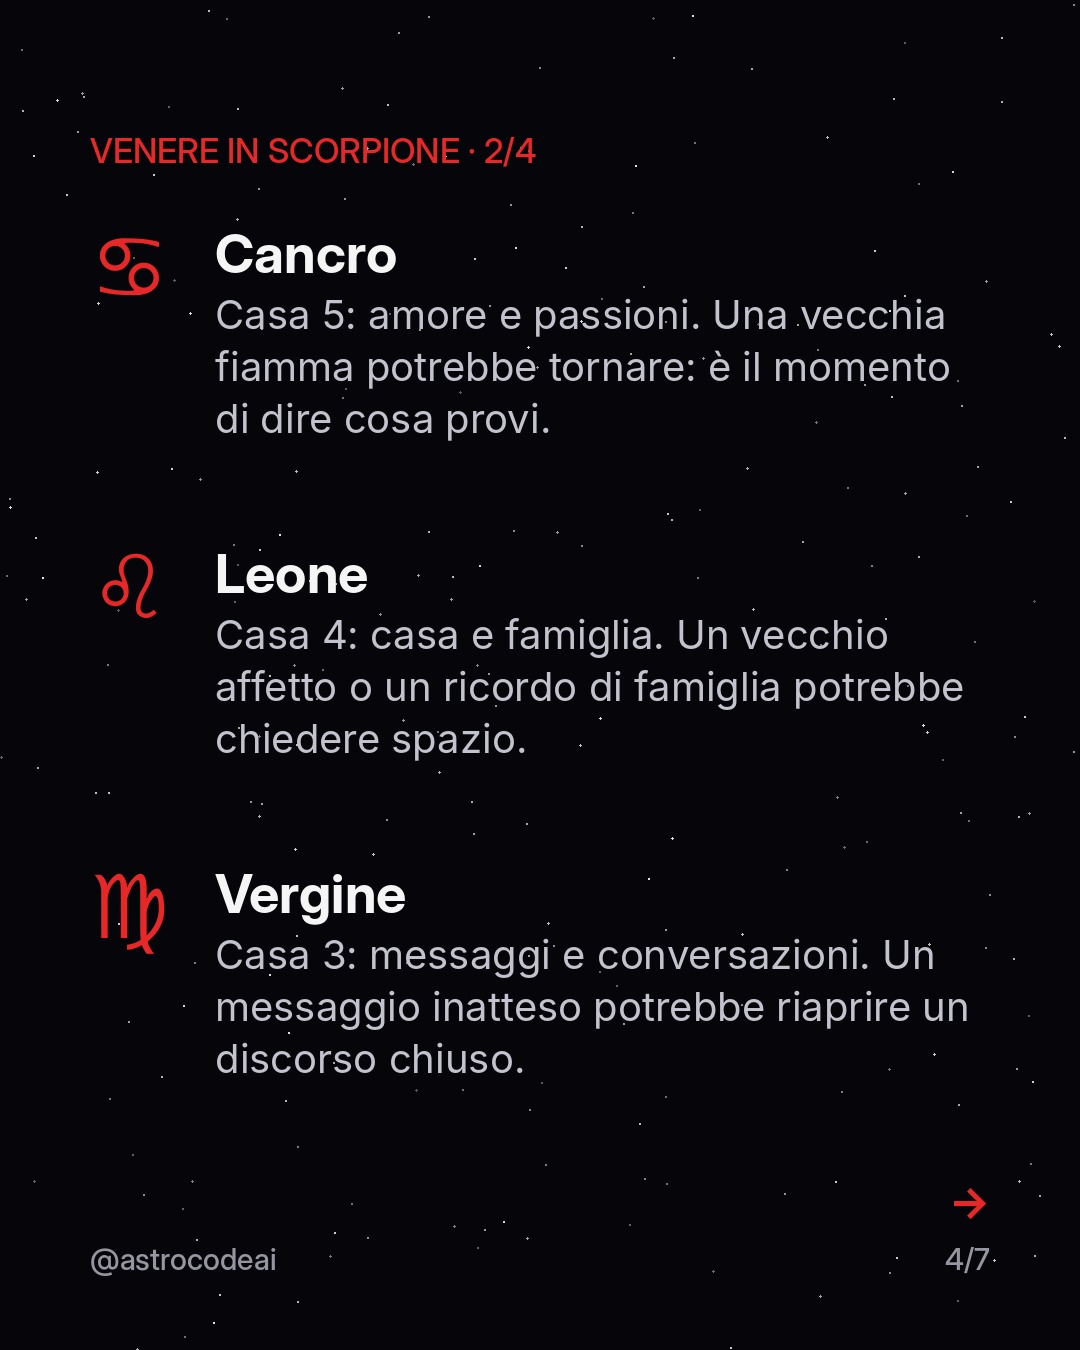 VENERE IN SCORPIONE · 2/4
♋ Cancro
Casa 5: amore e passioni. Una vecchia
fiamma potrebbe tornare: è il momento
di dire cosa provi.
♌ Leone
Casa 4: casa e famiglia. Un vecchio
affetto o un ricordo di famiglia potrebbe
chiedere spazio.
♍ Vergine
Casa 3: messaggi e conversazioni. Un
messaggio inatteso potrebbe riaprire un
discorso chiuso.
→
@astrocodeai
4/7